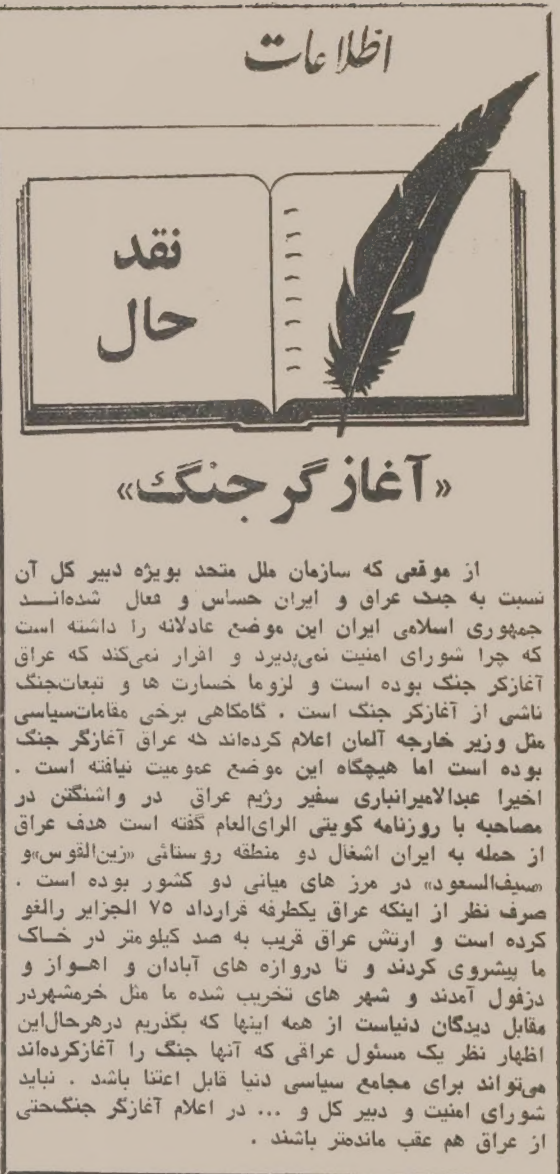 اطلاعات
نقد
حال
«آغازگر جنگ»
از موقعی که سازمان ملل متحد بویژه دبیر کل آن
نسبت به جنگ عراق و ایران حساس و فعال شده‌اند
جمهوری اسلامی ایران این موضع عادلانه را داشته است
که چرا شورای امنیت نمی‌پذیرد و اقرار نمی‌کند که عراق
آغازگر جنگ بوده است و لزوما خسارت ها و تبعات‌جنگ
ناشی از آغازگر جنگ است . گاهگاهی برخی مقامات‌سیاسی
مثل وزیر خارجه آلمان اعلام کرده‌اند که عراق آغازگر جنگ
بوده است اما هیچگاه این موضع عمومیت نیافته است .
اخیرا عبدالامیرانباری سفیر رژیم عراق در واشنگتن در
مصاحبه با روزنامه کویتی الرای‌العام گفته است هدف عراق
از حمله به ایران اشغال دو منطقه روستائی «زین‌القوس»و
«سیف‌السعود» در مرز های میانی دو کشور بوده است .
صرف نظر از اینکه عراق یکطرفه قرارداد ۷۵ الجزایر رالغو
کرده است و ارتش عراق قریب به صد کیلومتر در خاک
ما پیشروی کردند و تا دروازه های آبادان و اهواز و
دزفول آمدند و شهر های تخریب شده ما مثل خرمشهردر
مقابل دیدگان دنیاست از همه اینها که بگذریم درهرحال‌این
اظهار نظر یک مسئول عراقی که آنها جنگ را آغازکرده‌اند
می‌تواند برای مجامع سیاسی دنیا قابل اعتنا باشد . نباید
شورای امنیت و دبیر کل و ... در اعلام آغازگر جنگ‌حتی
از عراق هم عقب مانده‌تر باشند .